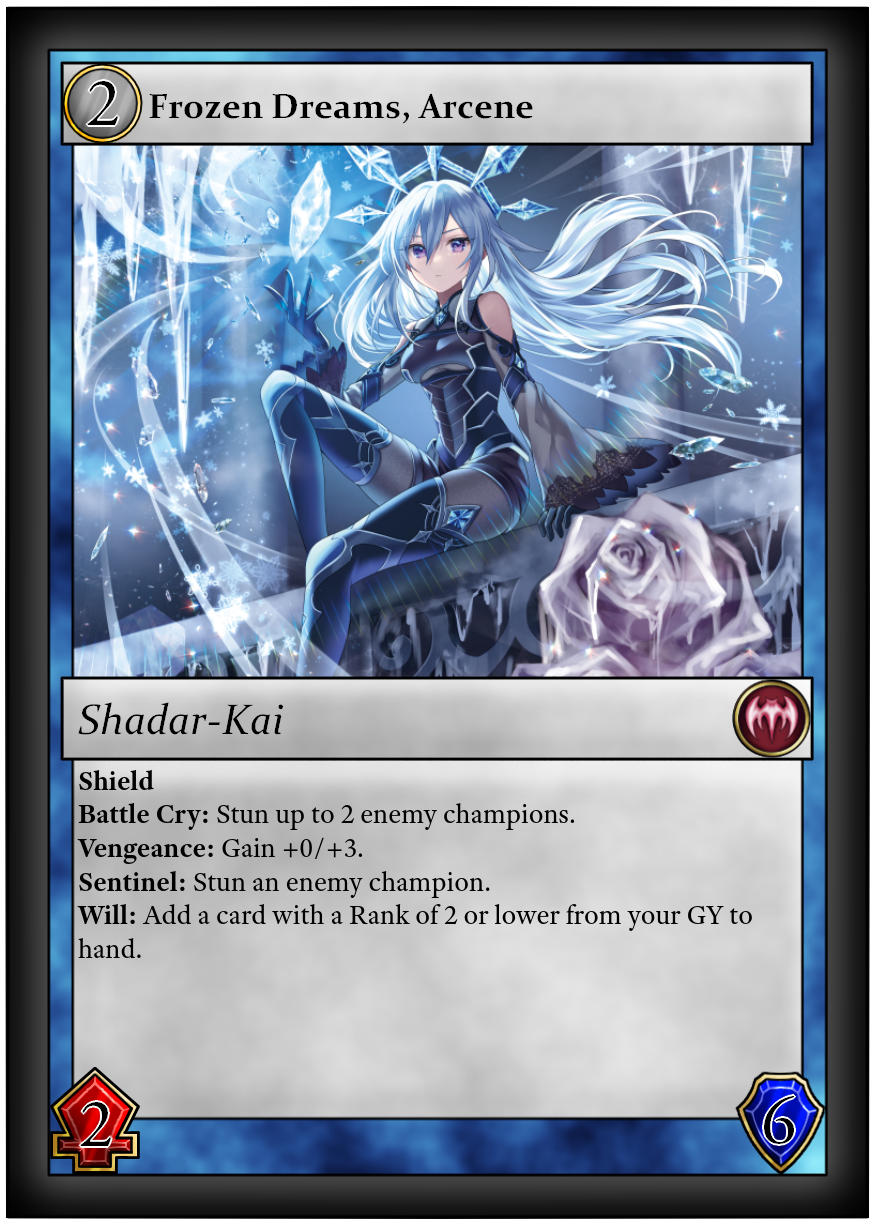 2 Frozen Dreams, Arcene
Shadar-Kai
Shield
Battle Cry: Stun up to 2 enemy champions.
Vengeance: Gain +0/+3.
Sentinel: Stun an enemy champion.
Will: Add a card with a Rank of 2 or lower from your GY to
hand.
2
6